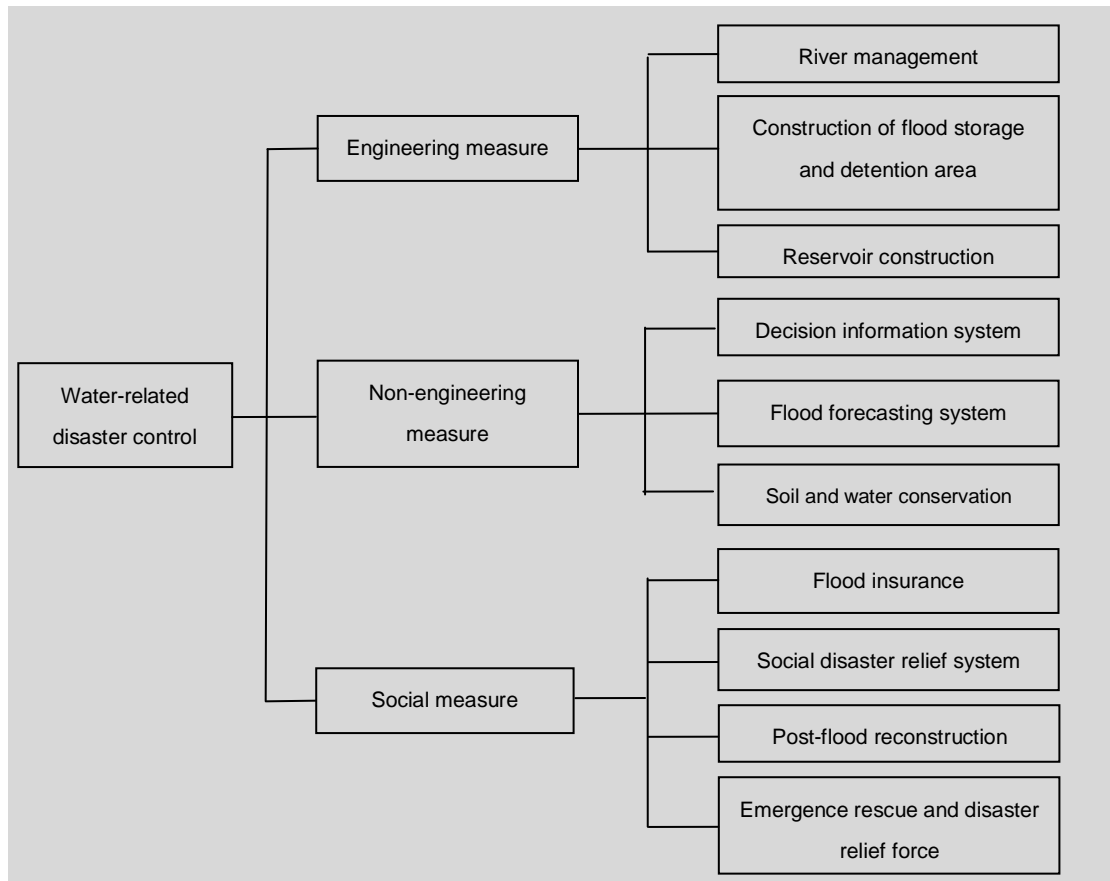 Water-related
disaster control
Engineering measure
River management
Construction of flood storage
and detention area
Reservoir construction
Non-engineering
measure
Decision information system
Flood forecasting system
Soil and water conservation
Social measure
Flood insurance
Social disaster relief system
Post-flood reconstruction
Emergence rescue and disaster
relief force